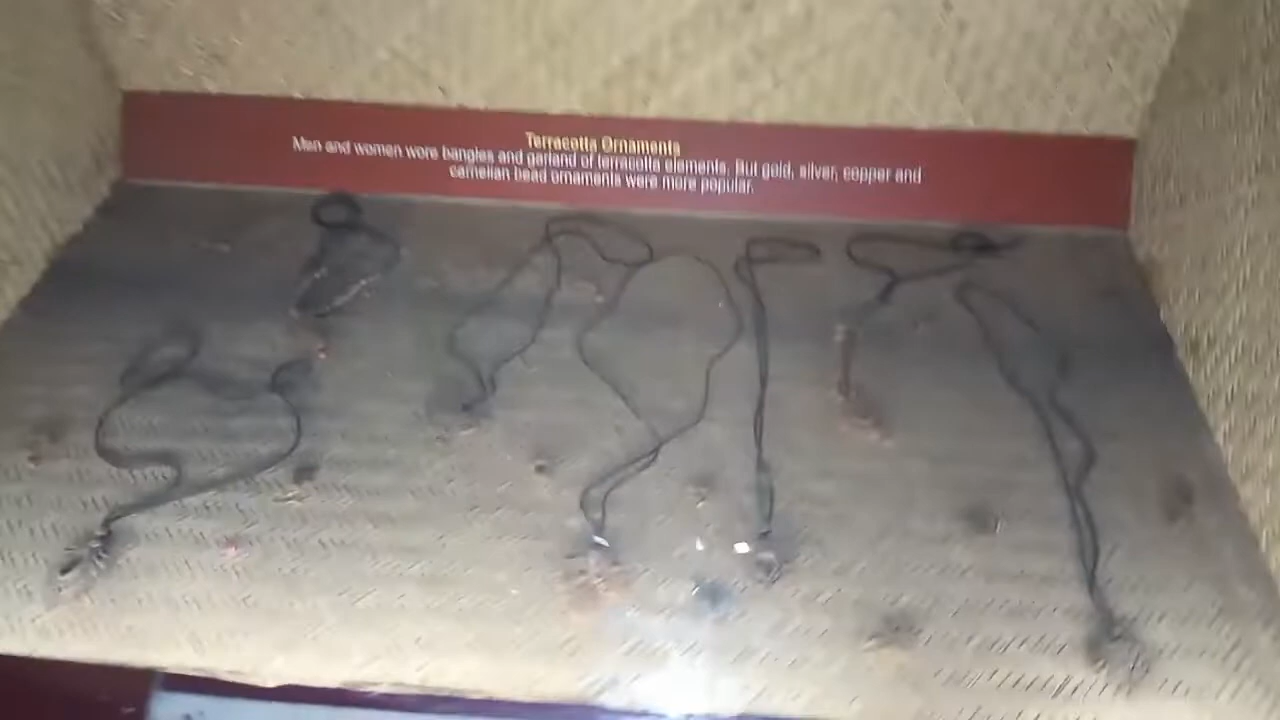 Terracotta Ornaments
Men and women wore bangles and garland of terracotta elements. But gold, silver, copper and
carnelian bead ornaments were more popular.